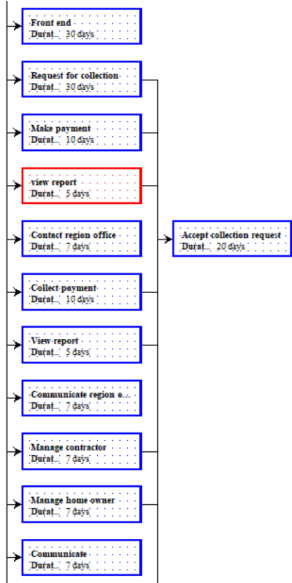 Front end
Durat... 30 days
Request for collection
Durat... 30 days
Make payment
Durat... 10 days
view report
Durat... 5 days
Contact region office
Durat... 7 days
Accept collection request
Durat... 20 days
Collect payment
Durat... 10 days
View report
Durat... 5 days
Communicate region o...
Durat... 7 days
Manage contractor
Durat... 7 days
Manage home owner
Durat... 7 days
Communicate
Durat... 7 days